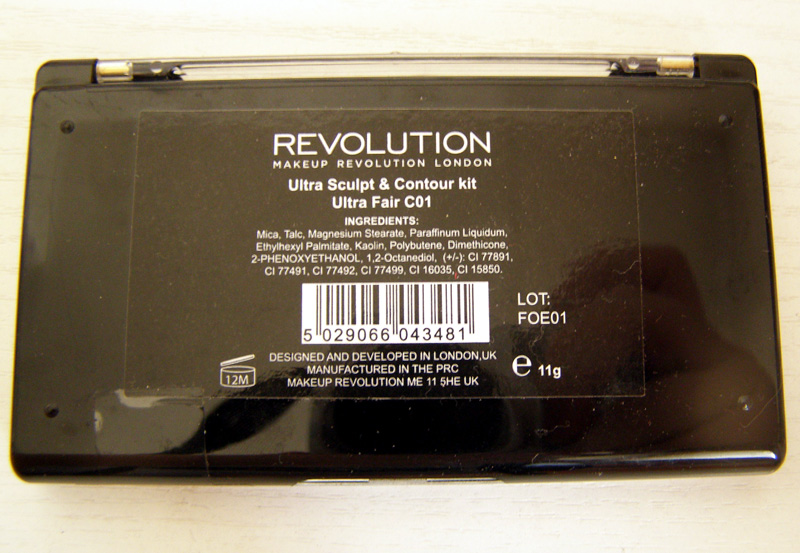 REVOLUTION
MAKEUP REVOLUTION LONDON
Ultra Sculpt & Contour kit
Ultra Fair C01
INGREDIENTS:
Mica, Talc, Magnesium Stearate, Paraffinum Liquidum,
Ethylhexyl Palmitate, Kaolin, Polybutene, Dimethicone,
2-PHENOXYETHANOL, 1,2-Octanediol, (+/-): CI 77891,
CI 77491, CI 77492, CI 77499, CI 16035, CI 15850.
5 029066 043481
LOT:
FOE01
12M
DESIGNED AND DEVELOPED IN LONDON,UK
MANUFACTURED IN THE PRC
MAKEUP REVOLUTION ME 11 5HE UK
e 11g